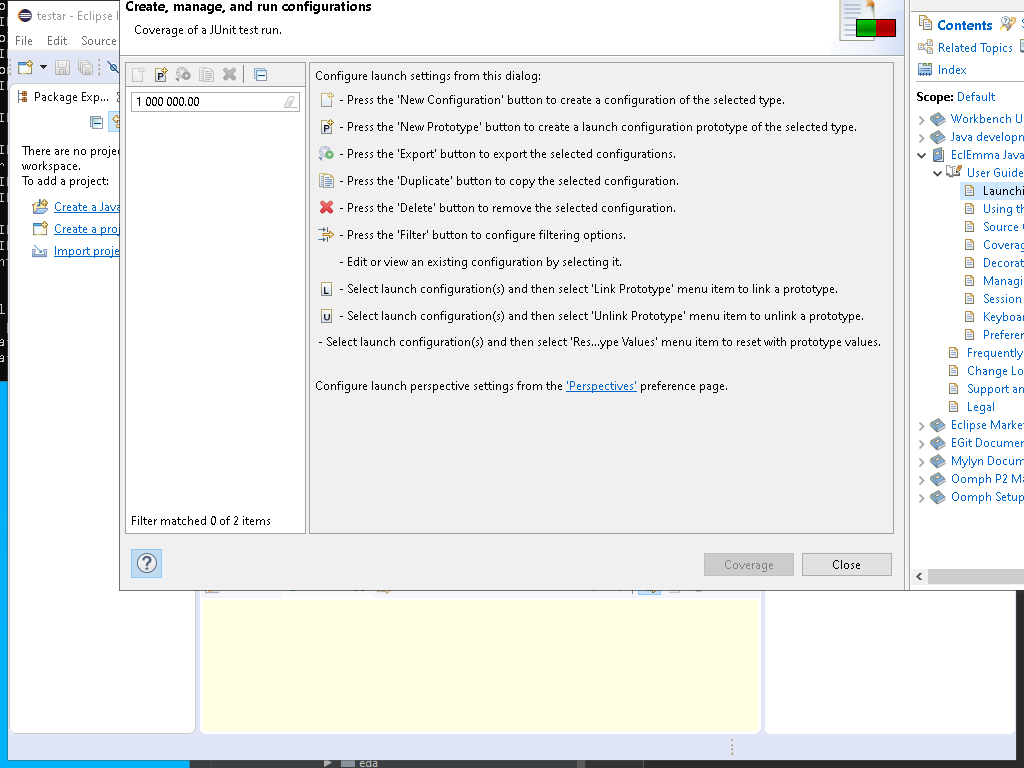 testar - Eclipse
File Edit Source
Package Exp...
There are no
workspace.
To add a project:
Create a Java
Create a
Import
Create, manage, and run configurations
Coverage of a JUnit test run.
1 000 000.00
Filter matched 0 of 2 items
Configure launch settings from this dialog:
- Press the 'New Configuration' button to create a configuration of the selected type.
- Press the 'New Prototype' button to create a launch configuration prototype of the selected type.
- Press the 'Export' button to export the selected configurations.
- Press the 'Duplicate' button to copy the selected configuration.
- Press the 'Delete' button to remove the selected configuration.
- Press the 'Filter' button to configure filtering options.
- Edit or view an existing configuration by selecting it.
L - Select launch configuration(s) and then select 'Link Prototype' menu item to link a prototype.
U - Select launch configuration(s) and then select 'Unlink Prototype' menu item to unlink a prototype.
- Select launch configuration(s) and then select 'Res...ype Values' menu item to reset with prototype values.
Configure launch perspective settings from the 'Perspectives' preference page.
Coverage
Close
Contents
Related Topics
Index
Scope: Default
Workbench U
Java developm
EclEmma Java
User Guide
Launchi
Using th
Source
Coverag
Decorat
Managi
Session
Keyboar
Preferen
Frequently
Change Lo
Support an
Legal
Eclipse Marke
EGit Documen
Mylyn Docum
Oomph P2 Ma
Oomph Setup
eda